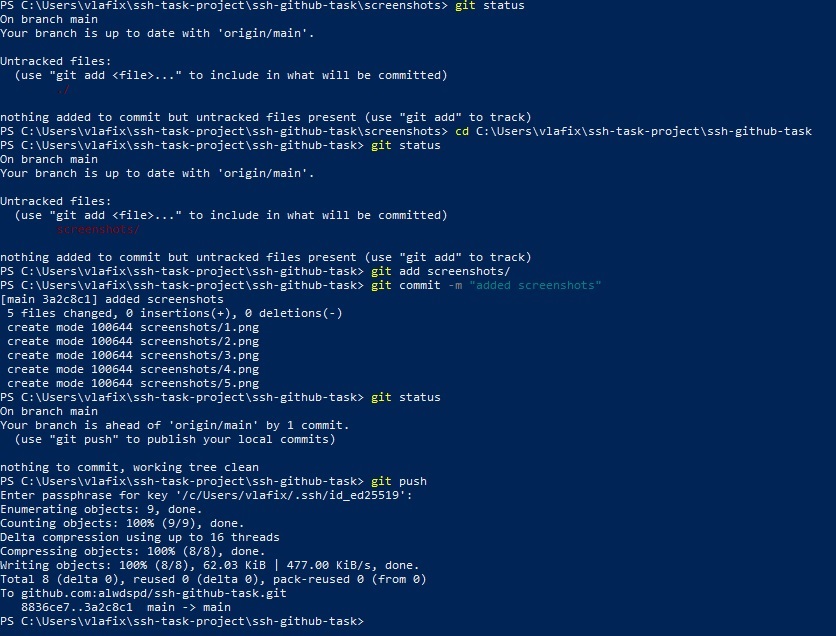 PS C:\Users\vlafix\ssh-task-project\ssh-github-task\screenshots> git status
On branch main
Your branch is up to date with 'origin/main'.
Untracked files:
  (use "git add <file>..." to include in what will be committed)
        ./
nothing added to commit but untracked files present (use "git add" to track)
PS C:\Users\vlafix\ssh-task-project\ssh-github-task\screenshots> cd C:\Users\vlafix\ssh-task-project\ssh-github-task
PS C:\Users\vlafix\ssh-task-project\ssh-github-task> git status
On branch main
Your branch is up to date with 'origin/main'.
Untracked files:
  (use "git add <file>..." to include in what will be committed)
        screenshots/
nothing added to commit but untracked files present (use "git add" to track)
PS C:\Users\vlafix\ssh-task-project\ssh-github-task> git add screenshots/
PS C:\Users\vlafix\ssh-task-project\ssh-github-task> git commit -m "added screenshots"
[main 3a2c8c1] added screenshots
 5 files changed, 0 insertions(+), 0 deletions(-)
 create mode 100644 screenshots/1.png
 create mode 100644 screenshots/2.png
 create mode 100644 screenshots/3.png
 create mode 100644 screenshots/4.png
 create mode 100644 screenshots/5.png
PS C:\Users\vlafix\ssh-task-project\ssh-github-task> git status
On branch main
Your branch is ahead of 'origin/main' by 1 commit.
  (use "git push" to publish your local commits)
nothing to commit, working tree clean
PS C:\Users\vlafix\ssh-task-project\ssh-github-task> git push
Enter passphrase for key '/c/Users/vlafix/.ssh/id_ed25519':
Enumerating objects: 9, done.
Counting objects: 100% (9/9), done.
Delta compression using up to 16 threads
Compressing objects: 100% (8/8), done.
Writing objects: 100% (8/8), 62.03 KiB | 477.00 KiB/s, done.
Total 8 (delta 0), reused 0 (delta 0), pack-reused 0 (from 0)
To github.com:alwdspd/ssh-github-task.git
   8836ce7..3a2c8c1  main -> main
PS C:\Users\vlafix\ssh-task-project\ssh-github-task>